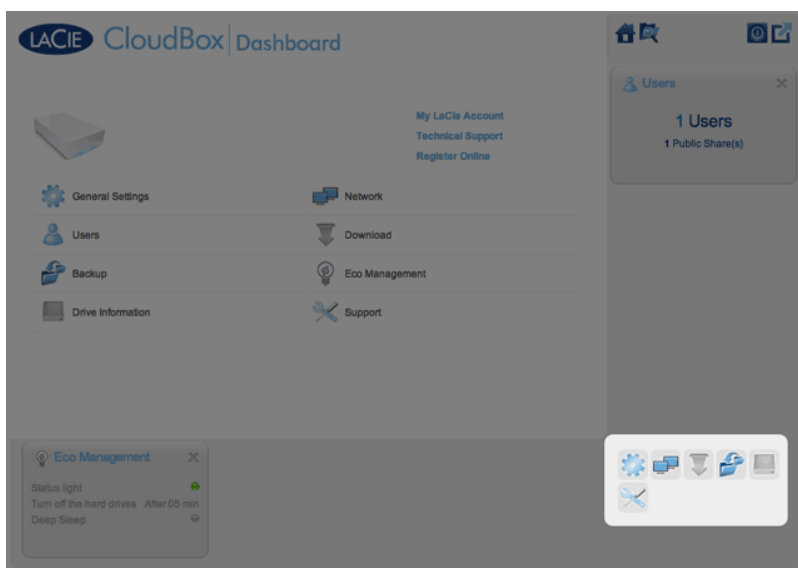 LACIE CloudBox Dashboard
My LaCie Account
Technical Support
Register Online
General Settings
Network
Users
Download
Backup
Eco Management
Drive Information
Support
Users
1 Users
1 Public Share(s)
Eco Management
Status light
Turn off the hard drives After 05 min
Deep Sleep